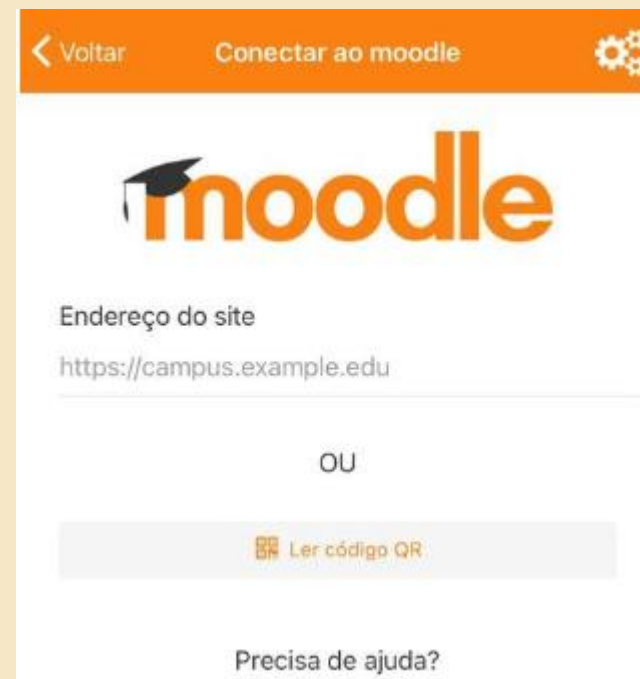 Voltar Conectar ao moodle
moodle
Endereço do site
https://campus.example.edu
OU
Ler código QR
Precisa de ajuda?